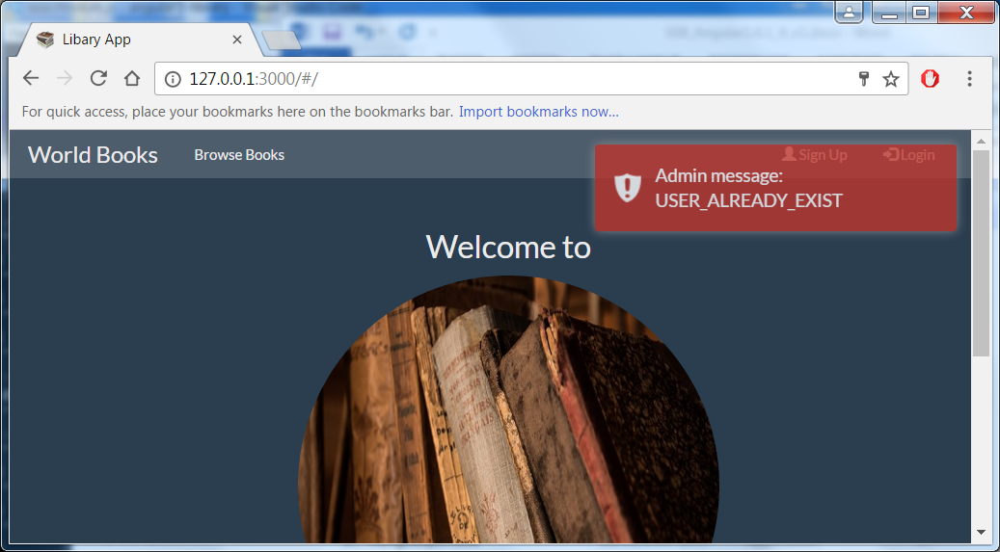 Libary App
127.0.0.1:3000/#/
For quick access, place your bookmarks here on the bookmarks bar. Import bookmarks now...
World Books Browse Books Sign Up Login
Admin message:
USER_ALREADY_EXIST
Welcome to